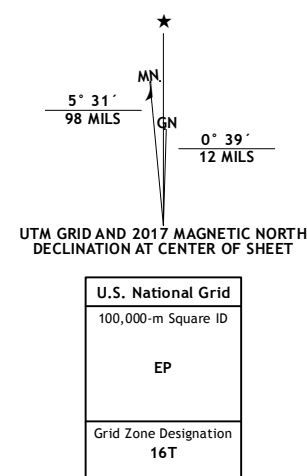 ★
MN.
5° 31´
98 MILS
GN
0° 39´
12 MILS
UTM GRID AND 2017 MAGNETIC NORTH
DECLINATION AT CENTER OF SHEET
U.S. National Grid
100,000-m Square ID
EP
Grid Zone Designation
16T